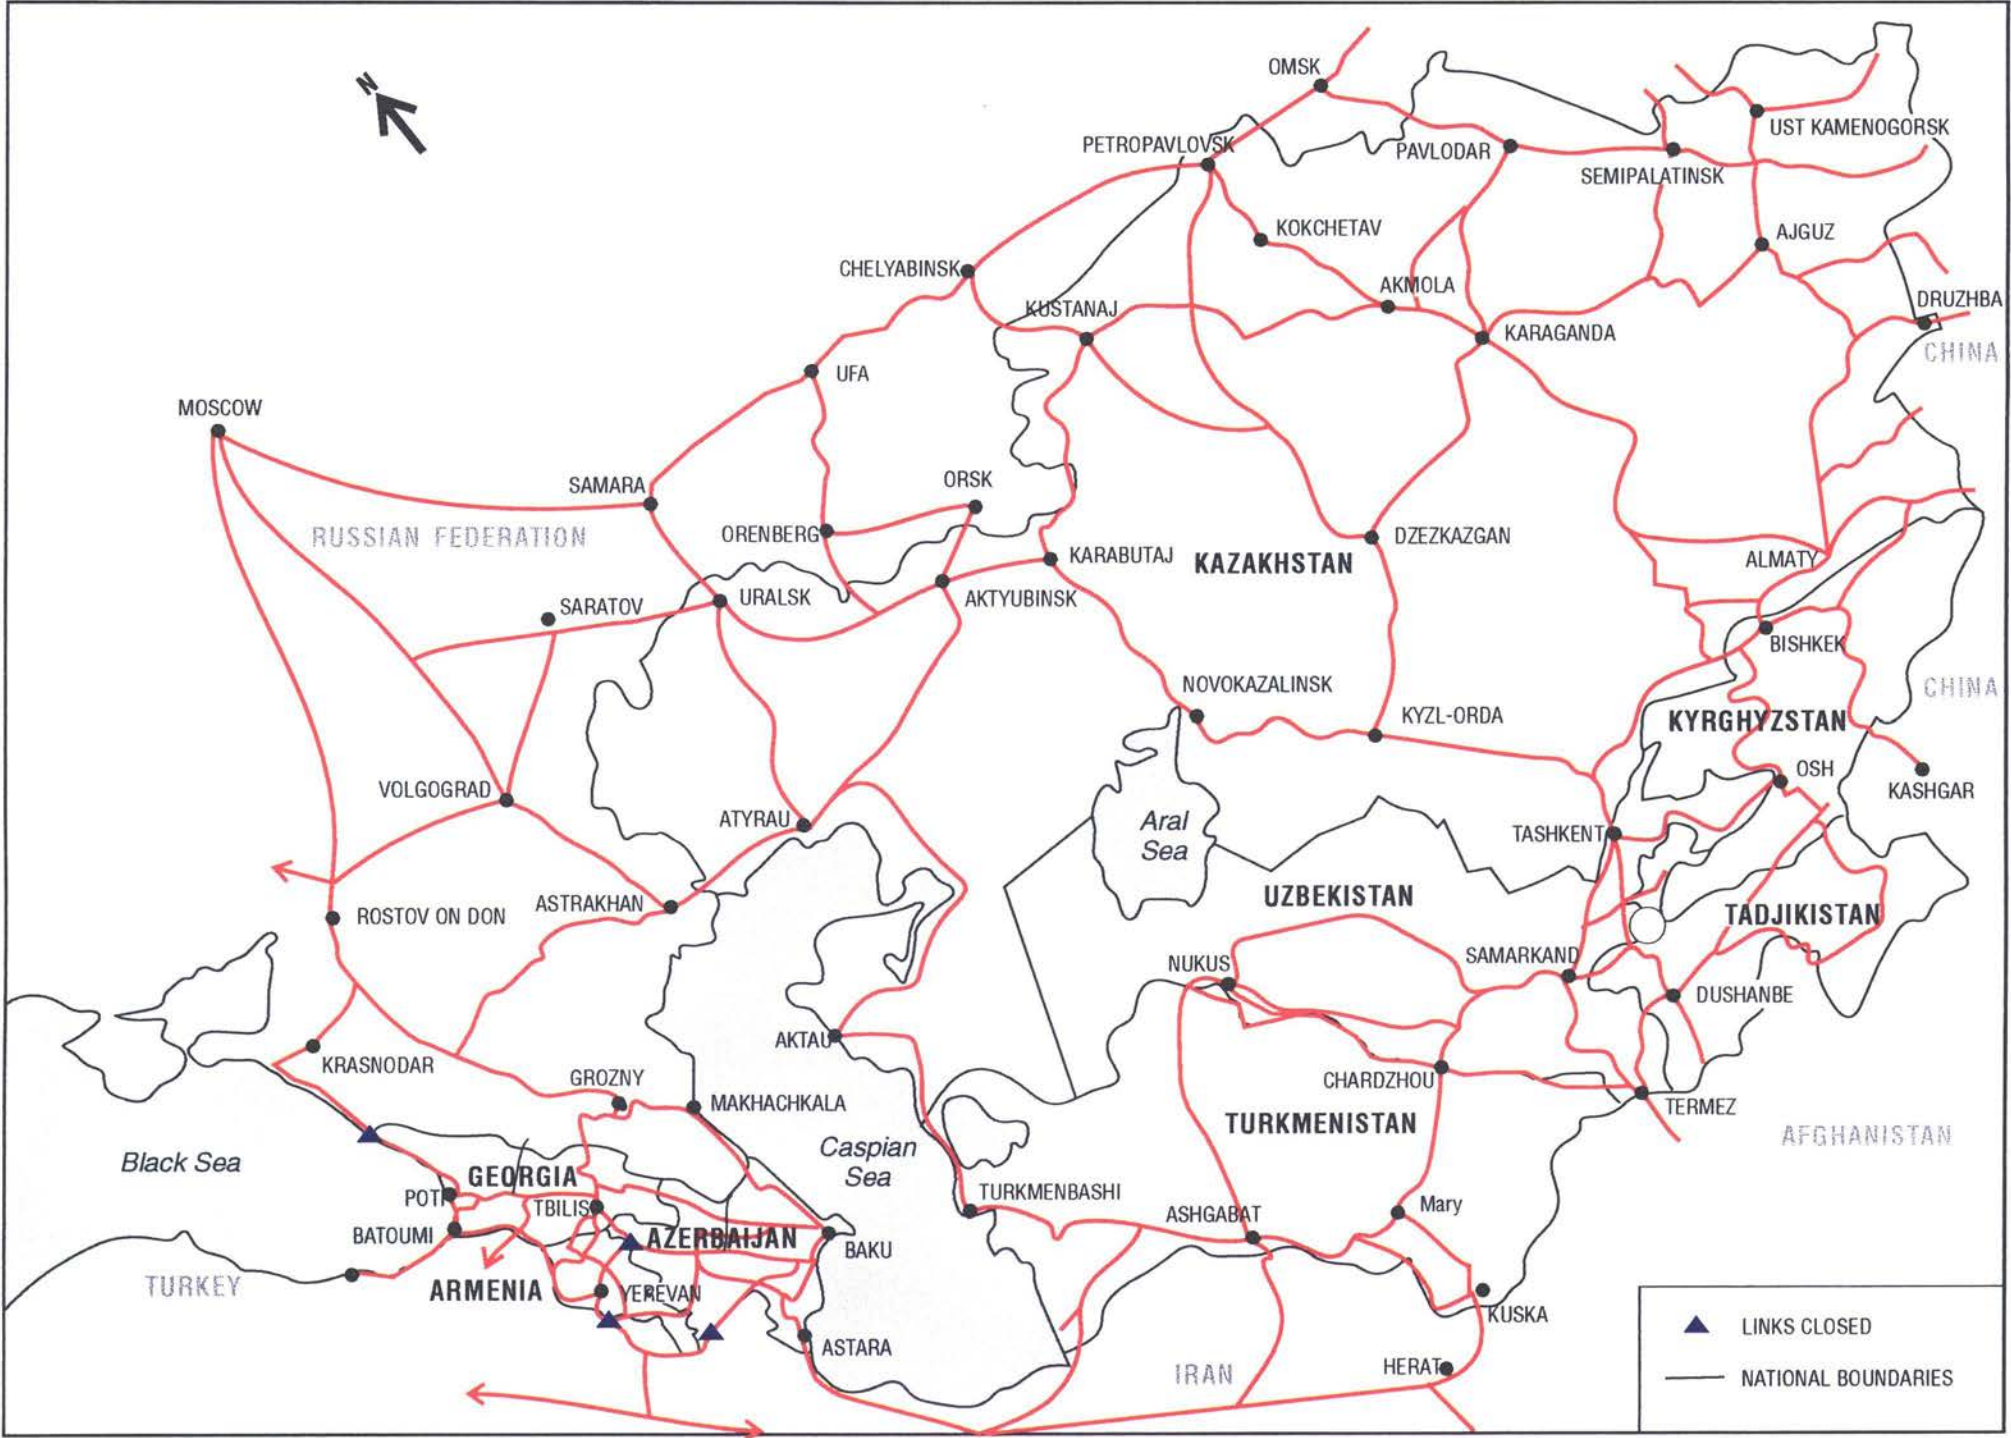 N
OMSK
UST KAMENOGORSK
PETROPAVLOVSK
PAVLODAR
SEMIPALATINSK
KOKCHETAV
AJGUZ
CHELYABINSK
AKMOLA
DRUZHBA
KUSTANAJ
KARAGANDA
CHINA
UFA
MOSCOW
SAMARA
ORSK
RUSSIAN FEDERATION
ORENBERG
DZEZKAZGAN
KARABUTAJ
KAZAKHSTAN
ALMATY
SARATOV
URALSK
AKTYUBINSK
BISHKEK
NOVOKAZALINSK
CHINA
KYZL-ORDA
KYRGHYZSTAN
OSH
VOLGOGRAD
KASHGAR
ATYRAU
Aral
Sea
TASHKENT
UZBEKISTAN
ASTRAKHAN
ROSTOV ON DON
TADJIKISTAN
SAMARKAND
NUKUS
DUSHANBE
AKTAU
KRASNODAR
GROZNY
CHARDZHOU
MAKHACHKALA
TERMEZ
TURKMENISTAN
AFGHANISTAN
Black Sea
Caspian
Sea
GEORGIA
POTI
TBILISI
TURKMENBASHI
Mary
ASHGABAT
BATOUMI
AZERBAIJAN
BAKU
TURKEY
ARMENIA
YEREVAN
KUSKA
ASTARA
IRAN
HERAT
LINKS CLOSED
NATIONAL BOUNDARIES